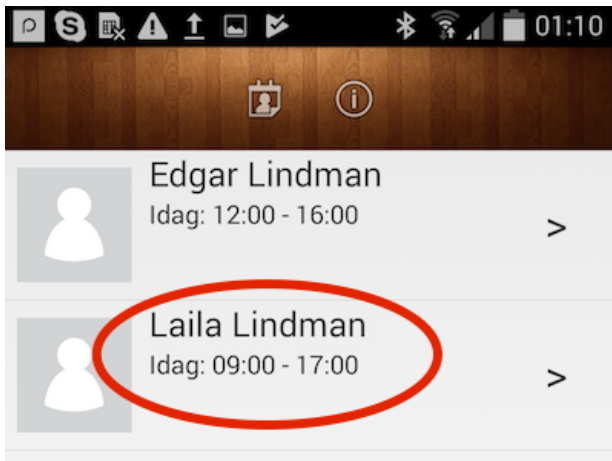 01:10
Edgar Lindman
Idag: 12:00 - 16:00
>
Laila Lindman
Idag: 09:00 - 17:00
>